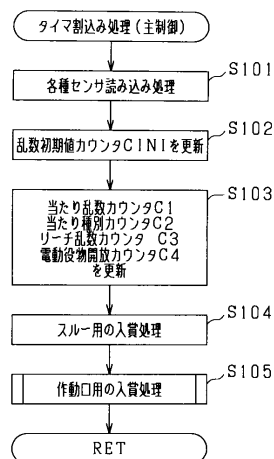 タイマ割込み処理(主制御)
S101
各種センサ読み込み処理
S102
乱数初期値カウンタCINIを更新
S103
当たり乱数カウンタC1
当たり種別カウンタC2
リーチ乱数カウンタ C3
電動役物開放カウンタC4
を更新
S104
スルー用の入賞処理
S105
作動口用の入賞処理
RET